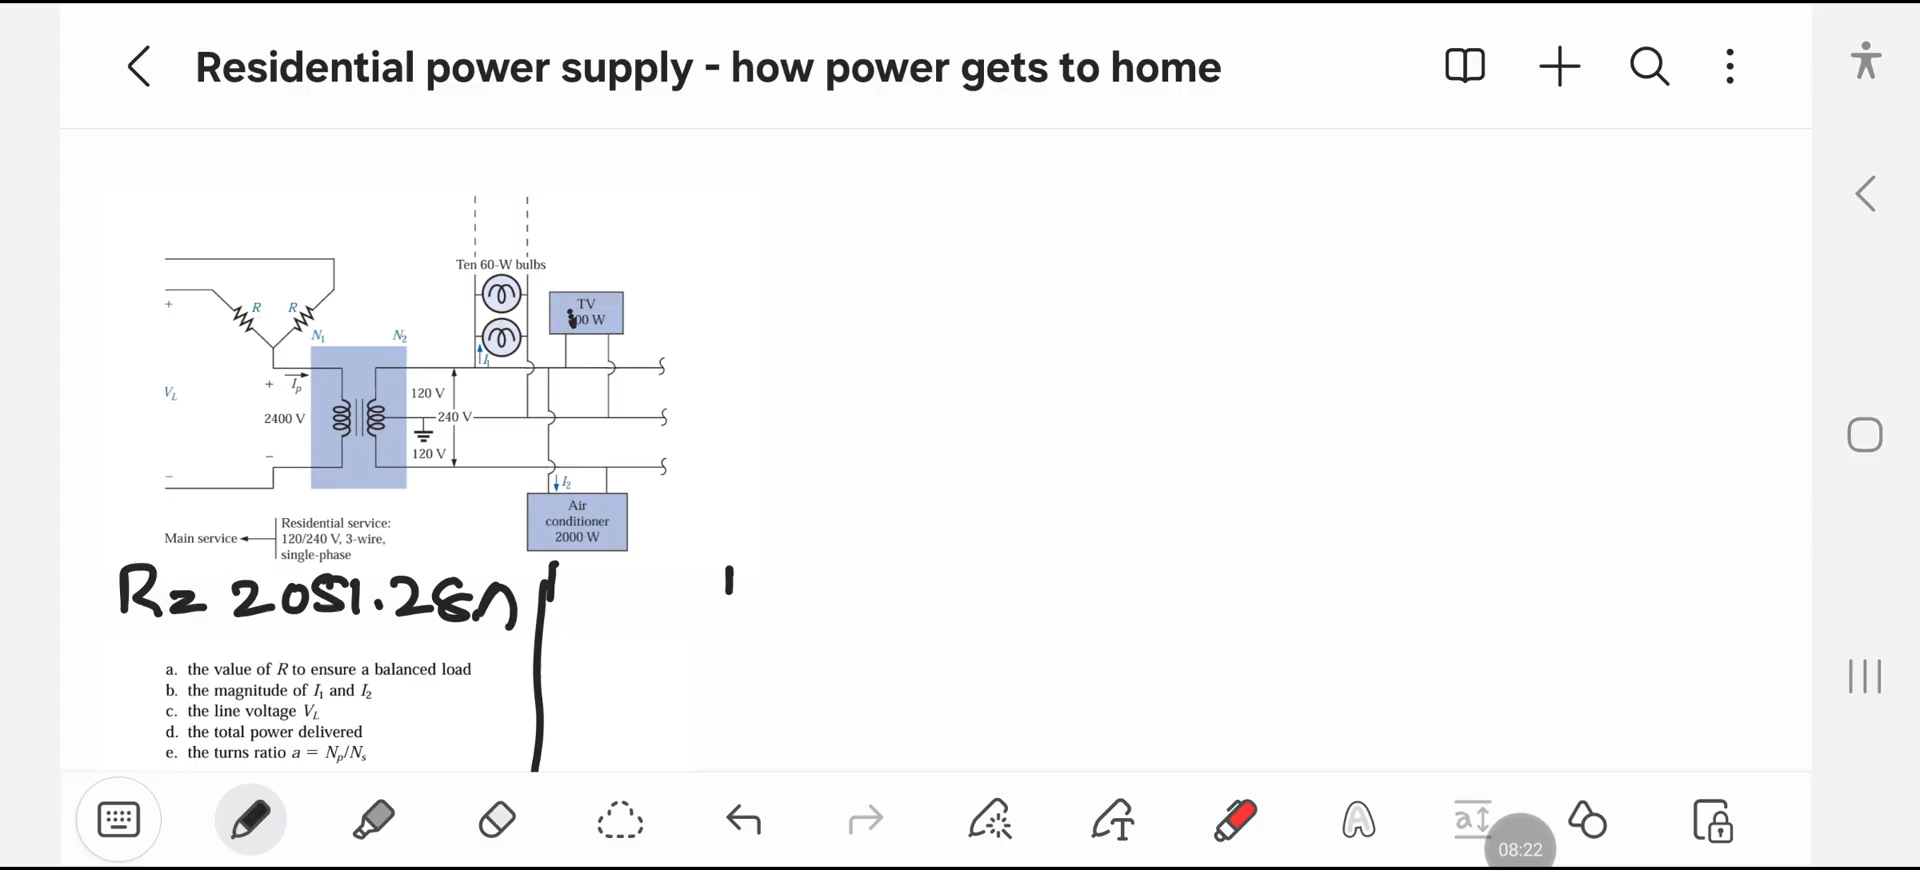 Residential power supply - how power gets to home
Ten 60-W bulbs
TV
00 W
+
R
R
N₁
N₂
I₁
+
Iₚ
V_L
2400 V
120 V
240 V
120 V
−
−
I₂
Air
conditioner
2000 W
Main service
Residential service:
120/240 V, 3-wire,
single-phase
R= 2051.28Ω
a. the value of R to ensure a balanced load
b. the magnitude of I₁ and I₂
c. the line voltage V_L
d. the total power delivered
e. the turns ratio a = Nₚ/Nₛ
A
T
a
08:22